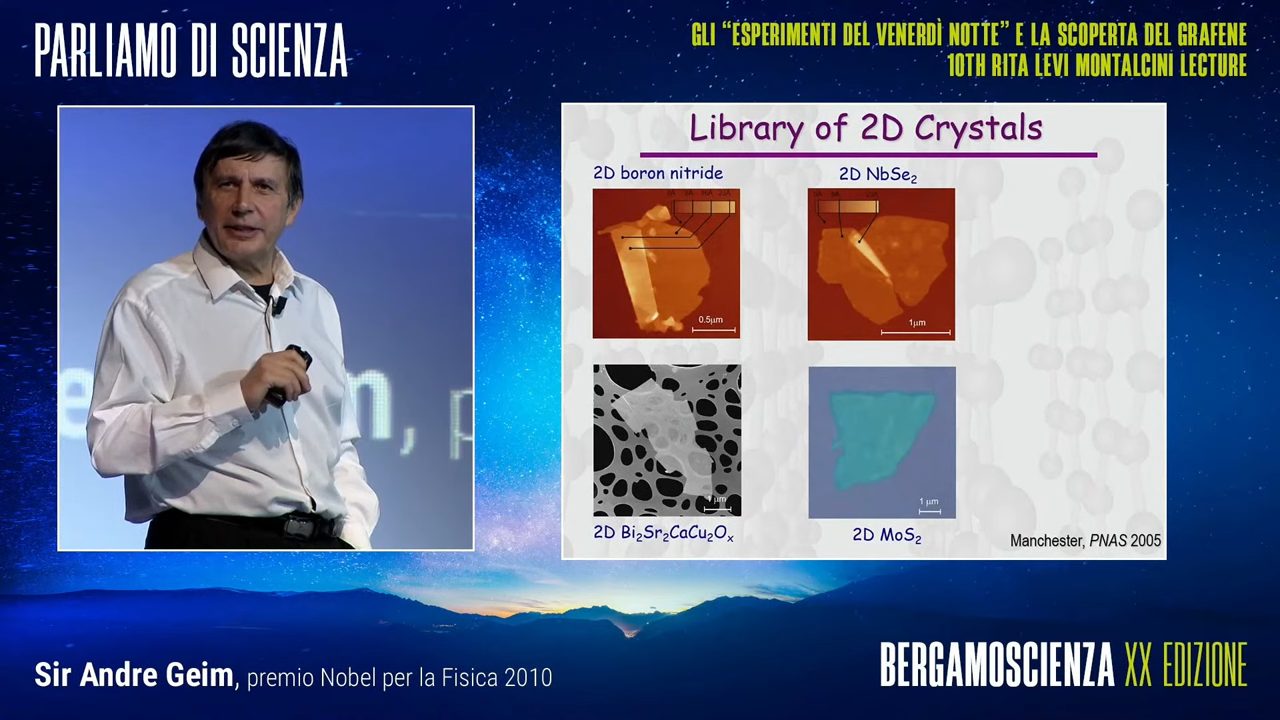 PARLIAMO DI SCIENZA
GLI “ESPERIMENTI DEL VENERDÌ NOTTE” E LA SCOPERTA DEL GRAFENE
10TH RITA LEVI MONTALCINI LECTURE
Library of 2D Crystals
2D boron nitride
2D NbSe₂
0.5μm
1μm
1 μm
1 μm
2D Bi₂Sr₂CaCu₂Oₓ
2D MoS₂
Manchester, PNAS 2005
Sir Andre Geim, premio Nobel per la Fisica 2010
BERGAMOSCIENZA XX EDIZIONE